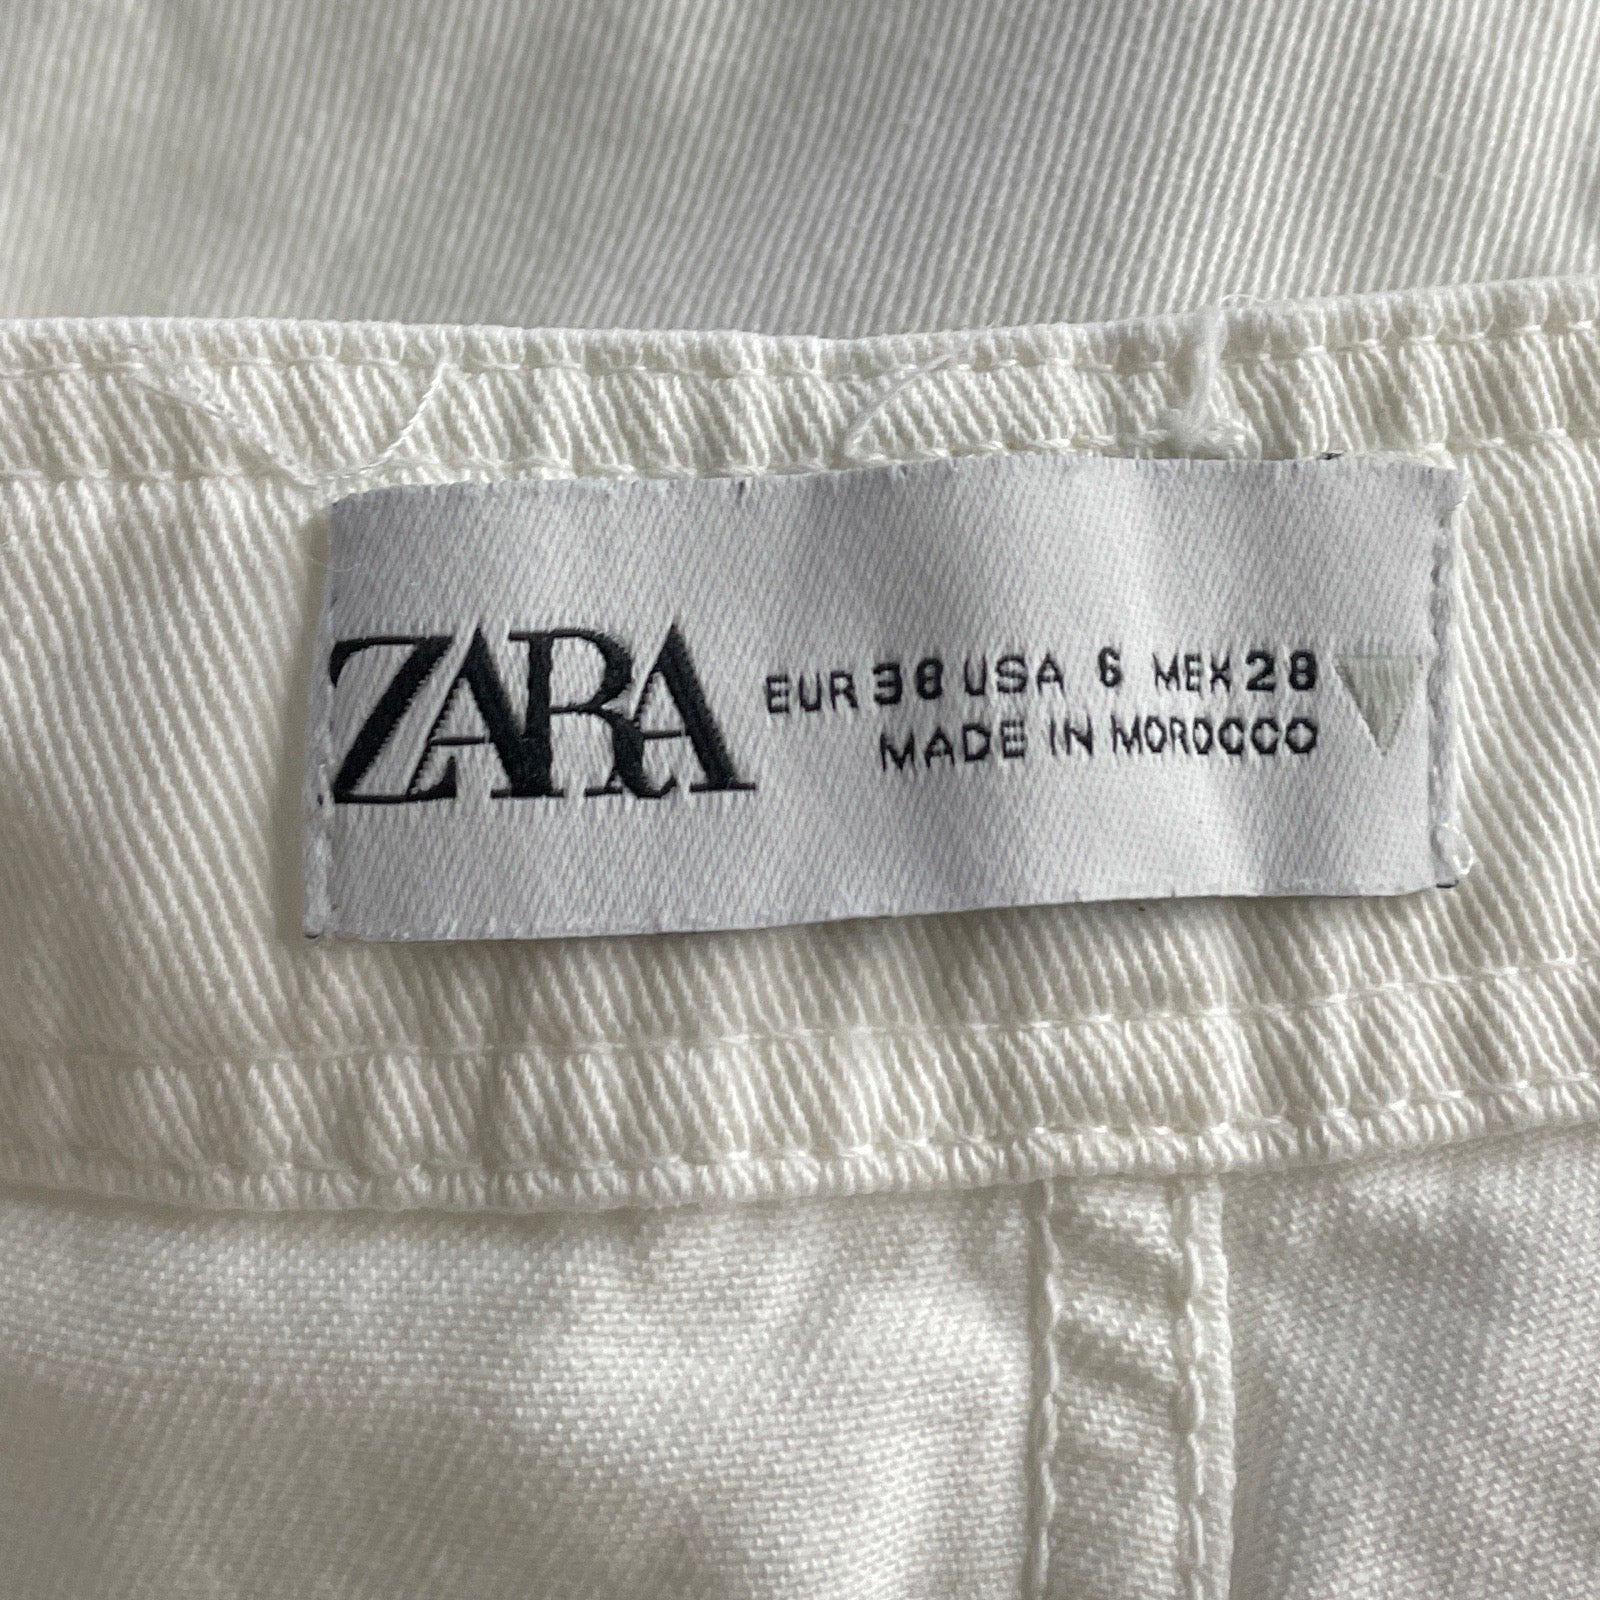 ZARA
EUR 38 USA 6 MEX 28
MADE IN MOROCCO